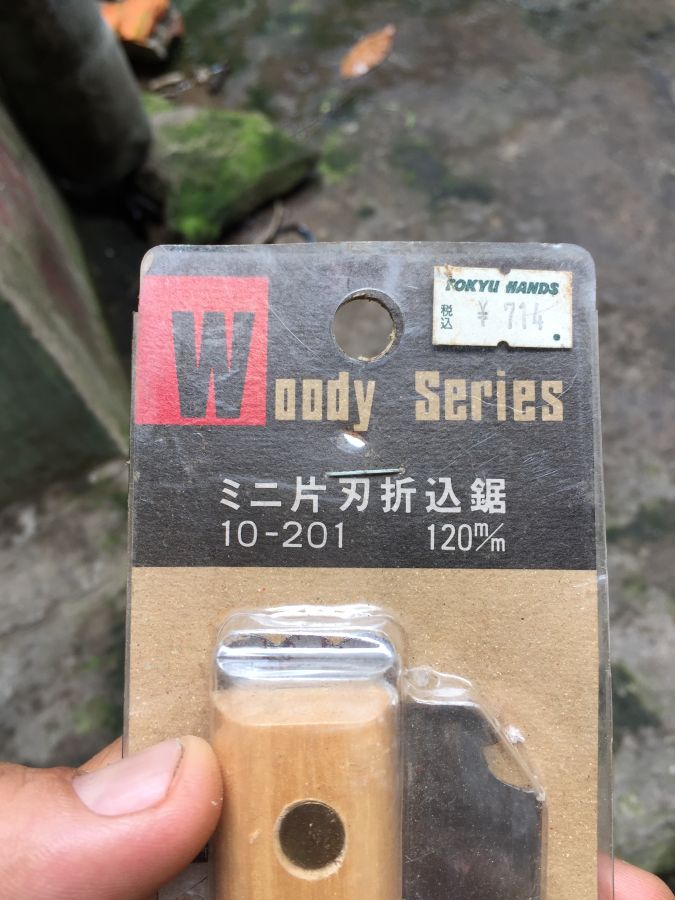 TOKYU HANDS
税込 ¥ 714
Woody Series
ミニ片刃折込鋸
10-201 120m/m